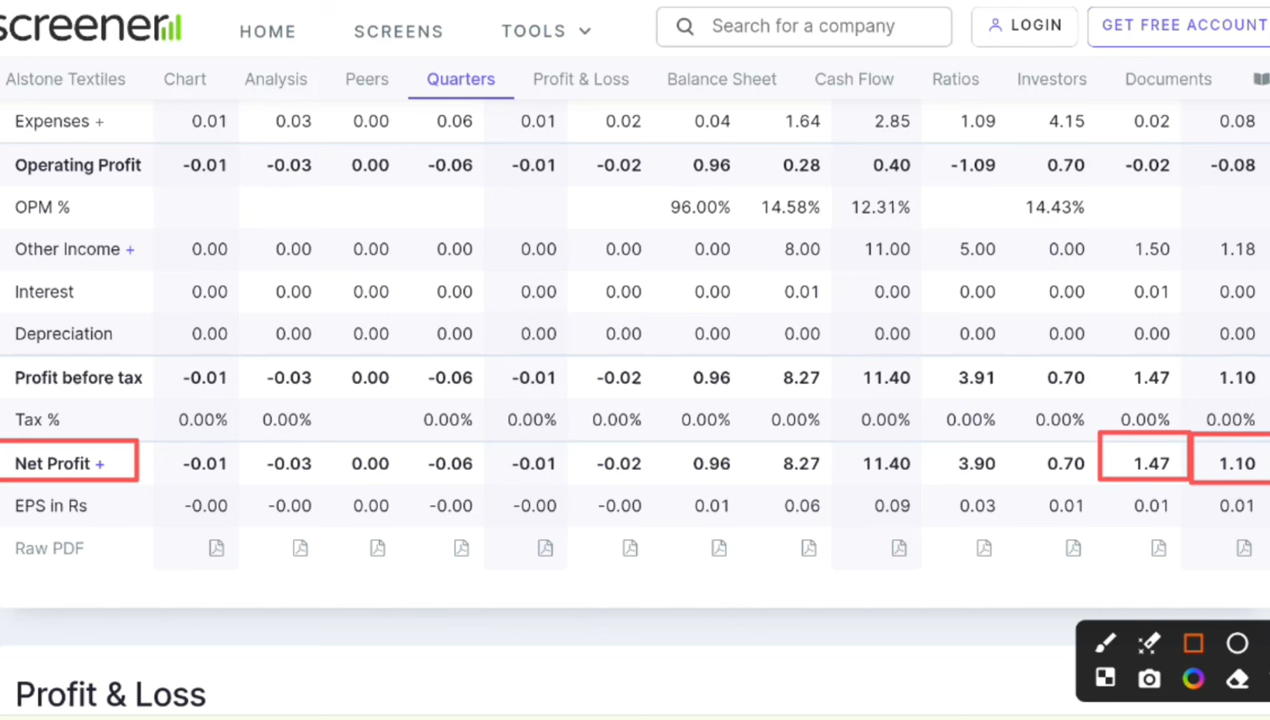 screener
HOME SCREENS TOOLS Search for a company LOGIN GET FREE ACCOUNT
Alstone Textiles Chart Analysis Peers Quarters Profit & Loss Balance Sheet Cash Flow Ratios Investors Documents
Expenses + 0.01 0.03 0.00 0.06 0.01 0.02 0.04 1.64 2.85 1.09 4.15 0.02 0.08
Operating Profit -0.01 -0.03 0.00 -0.06 -0.01 -0.02 0.96 0.28 0.40 -1.09 0.70 -0.02 -0.08
OPM % 96.00% 14.58% 12.31% 14.43%
Other Income + 0.00 0.00 0.00 0.00 0.00 0.00 0.00 8.00 11.00 5.00 0.00 1.50 1.18
Interest 0.00 0.00 0.00 0.00 0.00 0.00 0.00 0.01 0.00 0.00 0.00 0.01 0.00
Depreciation 0.00 0.00 0.00 0.00 0.00 0.00 0.00 0.00 0.00 0.00 0.00 0.00 0.00
Profit before tax -0.01 -0.03 0.00 -0.06 -0.01 -0.02 0.96 8.27 11.40 3.91 0.70 1.47 1.10
Tax % 0.00% 0.00% 0.00% 0.00% 0.00% 0.00% 0.00% 0.00% 0.00% 0.00% 0.00% 0.00%
Net Profit + -0.01 -0.03 0.00 -0.06 -0.01 -0.02 0.96 8.27 11.40 3.90 0.70 1.47 1.10
EPS in Rs -0.00 -0.00 0.00 -0.00 -0.00 -0.00 0.01 0.06 0.09 0.03 0.01 0.01 0.01
Raw PDF
Profit & Loss